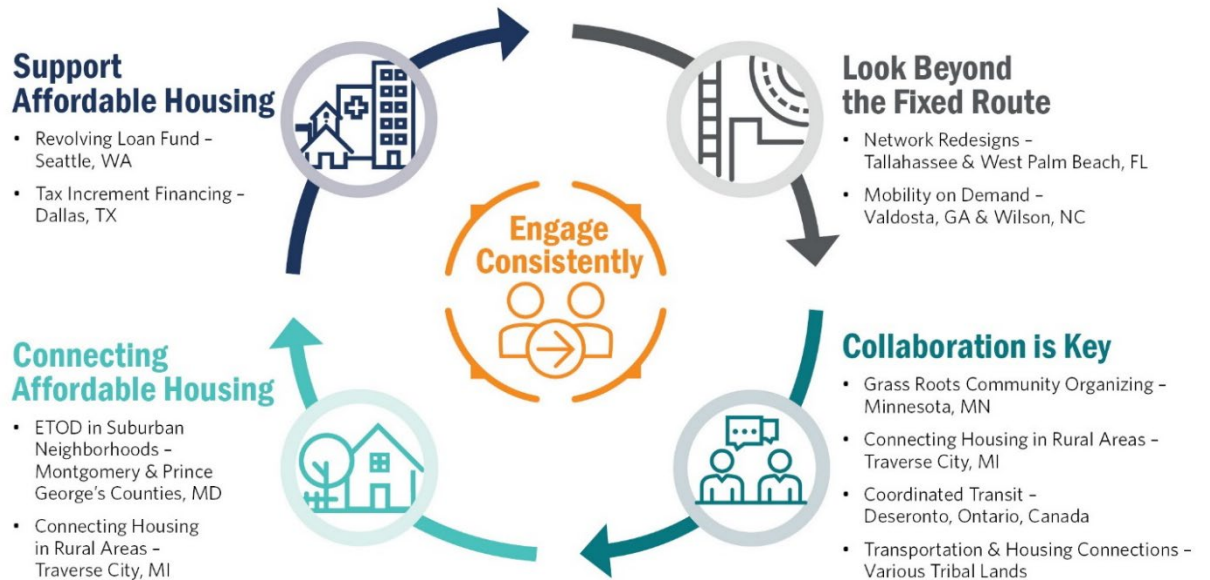 Support
Affordable Housing
• Revolving Loan Fund –
Seattle, WA
• Tax Increment Financing –
Dallas, TX
Look Beyond
the Fixed Route
• Network Redesigns –
Tallahassee & West Palm Beach, FL
• Mobility on Demand –
Valdosta, GA & Wilson, NC
Engage
Consistently
Connecting
Affordable Housing
• ETOD in Suburban
Neighborhoods –
Montgomery & Prince
George's Counties, MD
• Connecting Housing
in Rural Areas –
Traverse City, MI
Collaboration is Key
• Grass Roots Community Organizing –
Minnesota, MN
• Connecting Housing in Rural Areas –
Traverse City, MI
• Coordinated Transit –
Deseronto, Ontario, Canada
• Transportation & Housing Connections –
Various Tribal Lands